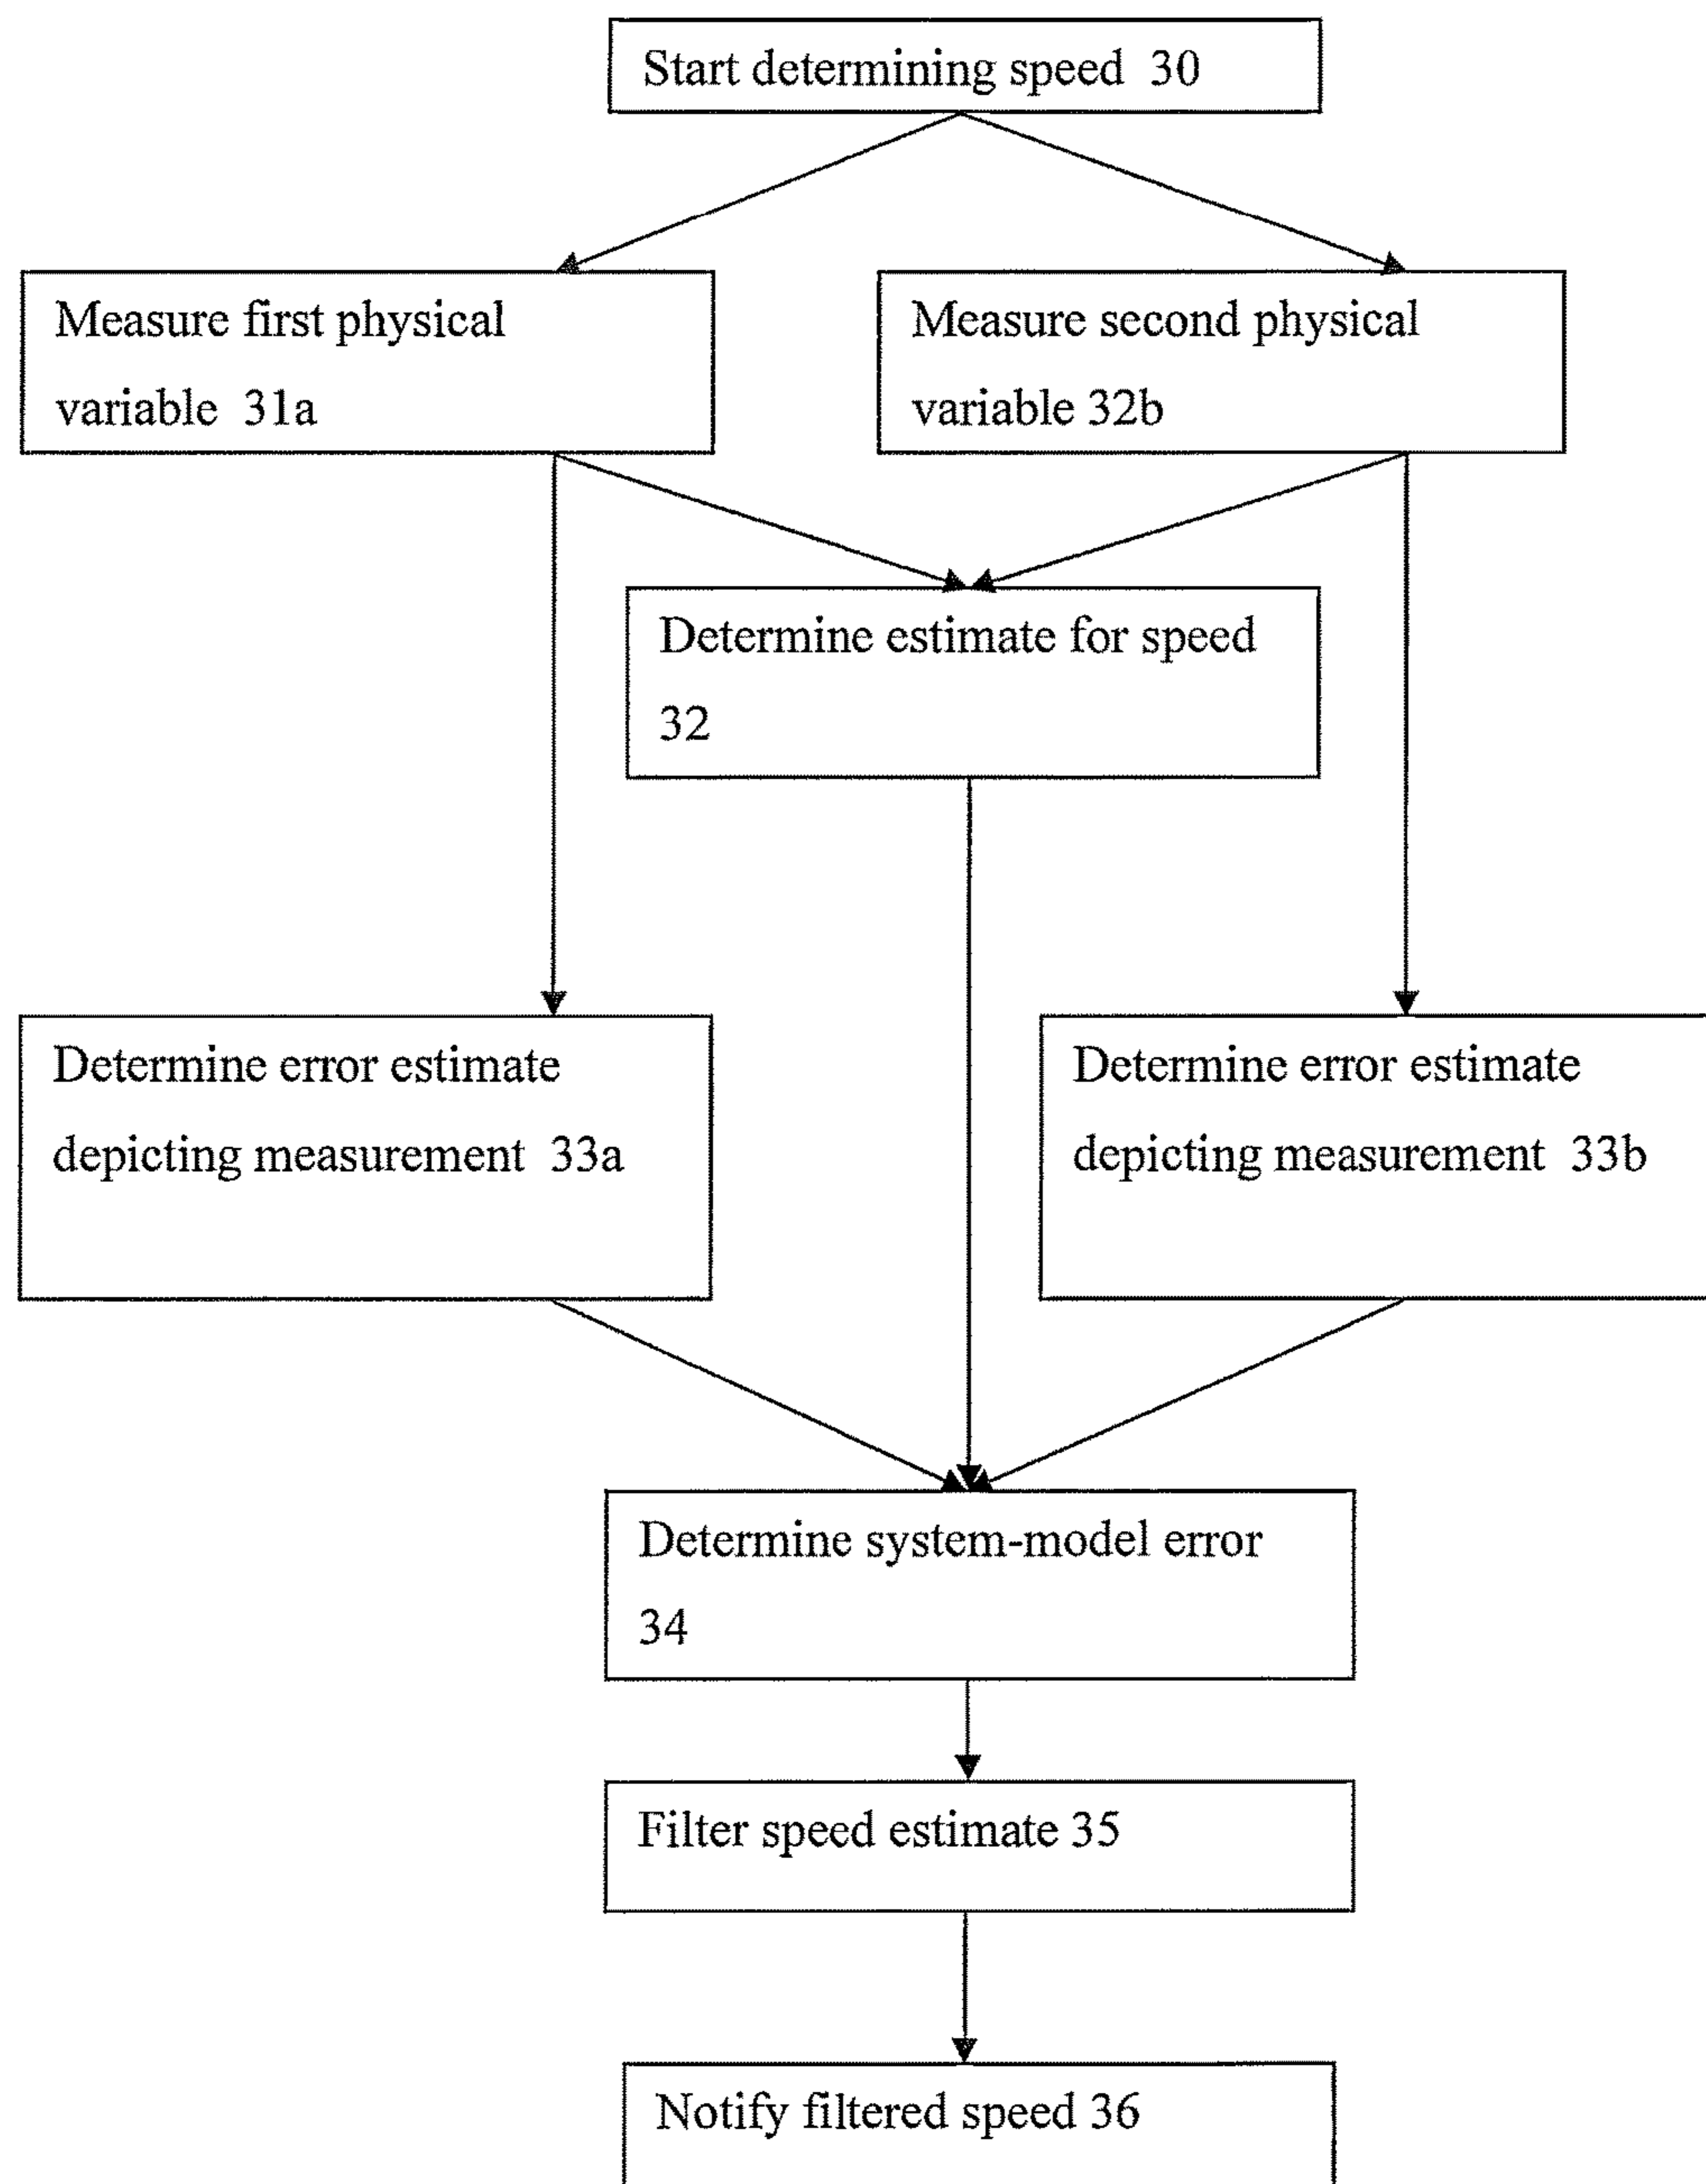 Start determining speed 30
Measure first physical
variable 31a
Measure second physical
variable 32b
Determine estimate for speed
32
Determine error estimate
depicting measurement 33a
Determine error estimate
depicting measurement 33b
Determine system-model error
34
Filter speed estimate 35
Notify filtered speed 36